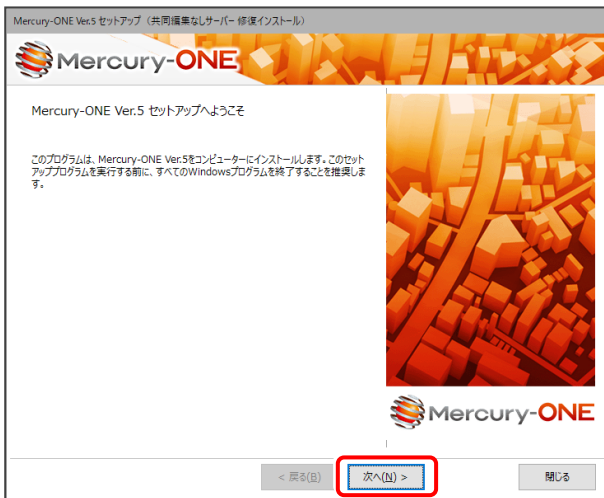 Mercury-ONE Ver.5 セットアップ（共同編集なしサーバー 修復インストール）
Mercury-ONE
Mercury-ONE Ver.5 セットアップへようこそ
このプログラムは、Mercury-ONE Ver.5をコンピューターにインストールします。このセット
アッププログラムを実行する前に、すべてのWindowsプログラムを終了することを推奨しま
す。
Mercury-ONE
< 戻る(B) 次へ(N) > 閉じる